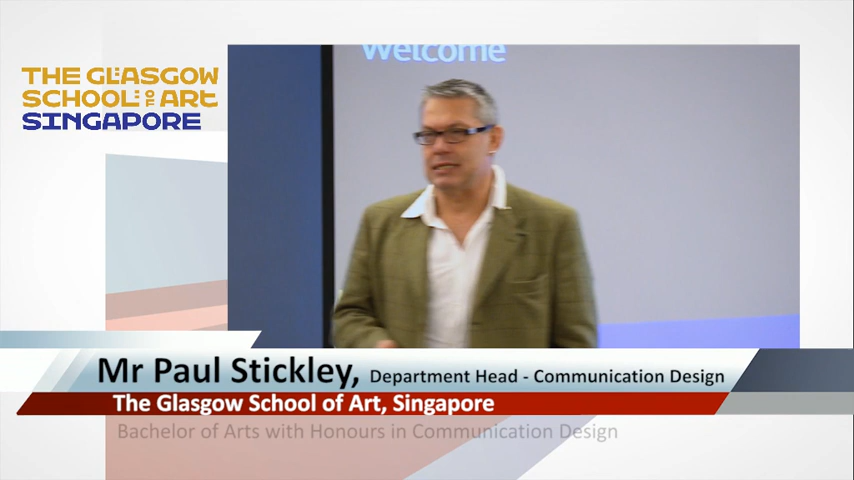 Welcome
THE GLASGOW
SCHOOL OF ART
SINGAPORE
Mr Paul Stickley, Department Head - Communication Design
The Glasgow School of Art, Singapore
Bachelor of Arts with Honours in Communication Design